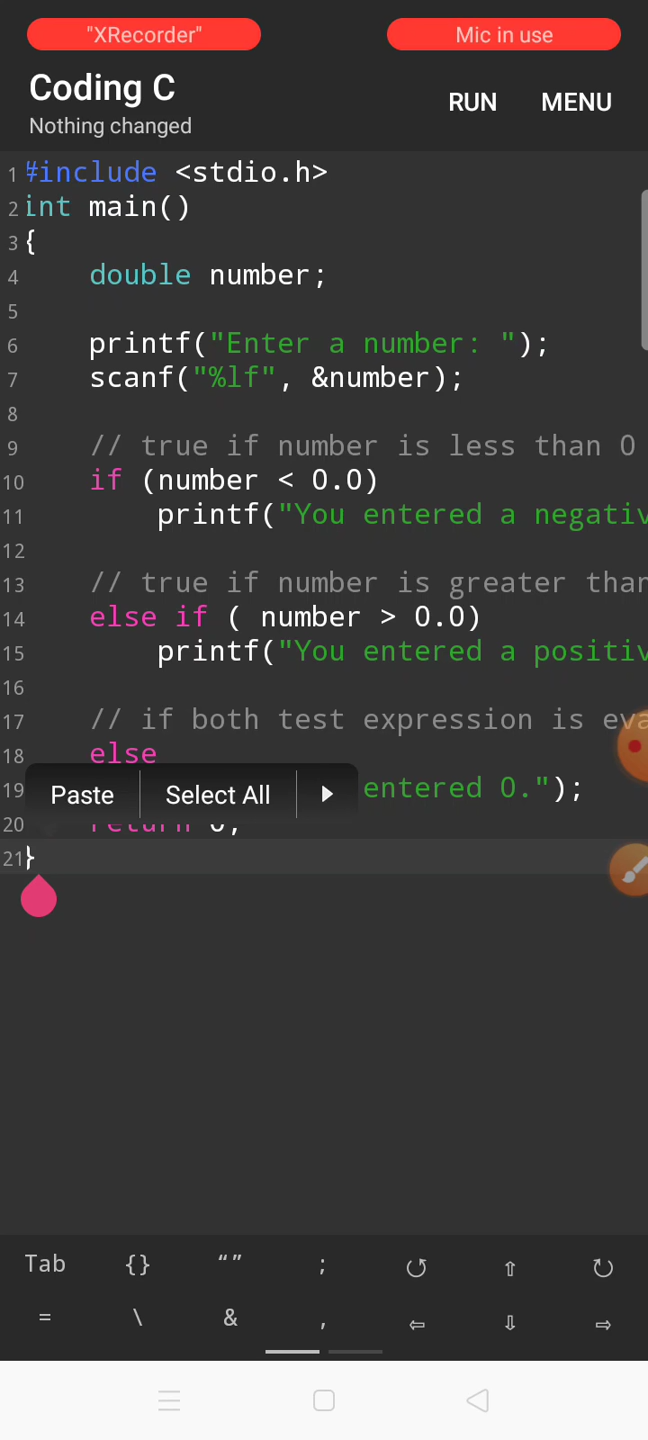 "XRecorder"
Mic in use
Coding C
RUN
MENU
Nothing changed
1 #include <stdio.h>
2 int main()
3 {
4 double number;
5
6 printf("Enter a number: ");
7 scanf("%lf", &number);
8
9 // true if number is less than 0
10 if (number < 0.0)
11 printf("You entered a negativ
12
13 // true if number is greater than
14 else if ( number > 0.0)
15 printf("You entered a positiv
16
17 // if both test expression is eva
18 else
Paste
Select All
19 entered 0.");
20 return 0;
21 }
Tab {} “” ; ↺ ⇧ ↻
= \ & , ⇦ ⇩ ⇨